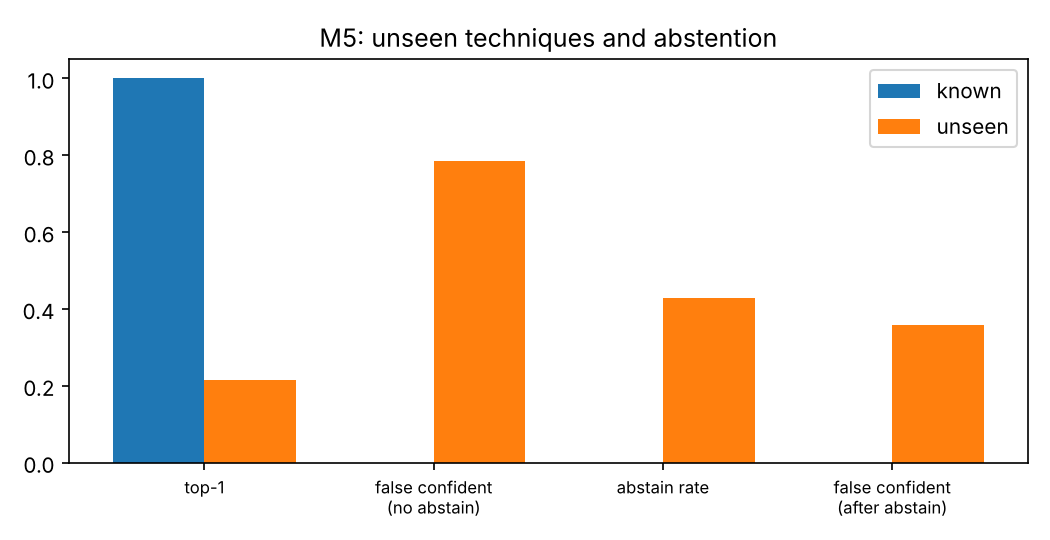 M5: unseen techniques and abstention
known
unseen
1.0
0.8
0.6
0.4
0.2
0.0
top-1
false confident
(no abstain)
abstain rate
false confident
(after abstain)